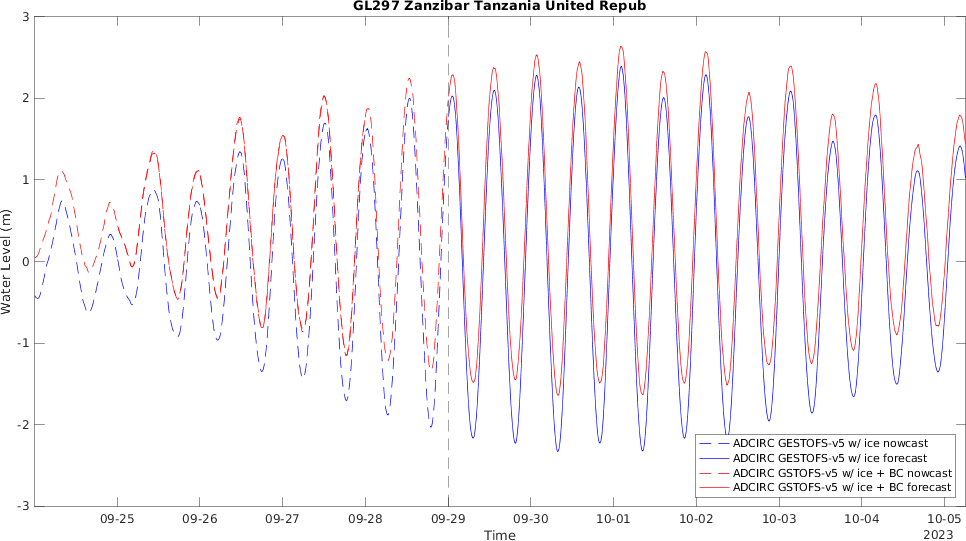 GL297 Zanzibar Tanzania United Repub
3
2
1
0
-1
-2
-3
Water Level (m)
ADCIRC GESTOFS-v5 w/ ice nowcast
ADCIRC GESTOFS-v5 w/ ice forecast
ADCIRC GSTOFS-v5 w/ ice + BC nowcast
ADCIRC GSTOFS-v5 w/ ice + BC forecast
09-25 09-26 09-27 09-28 09-29 09-30 10-01 10-02 10-03 10-04 10-05
Time
2023